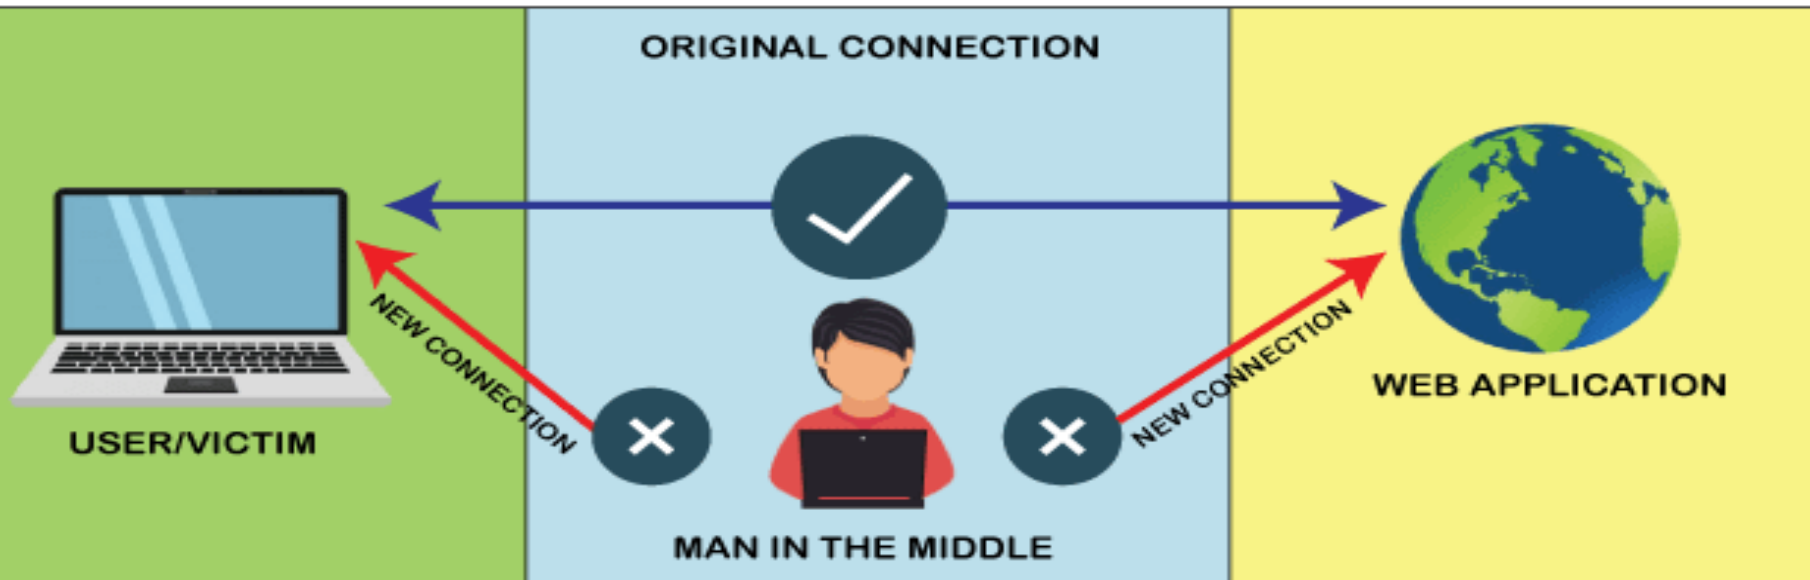 ORIGINAL CONNECTION
NEW CONNECTION
NEW CONNECTION
WEB APPLICATION
USER/VICTIM
MAN IN THE MIDDLE